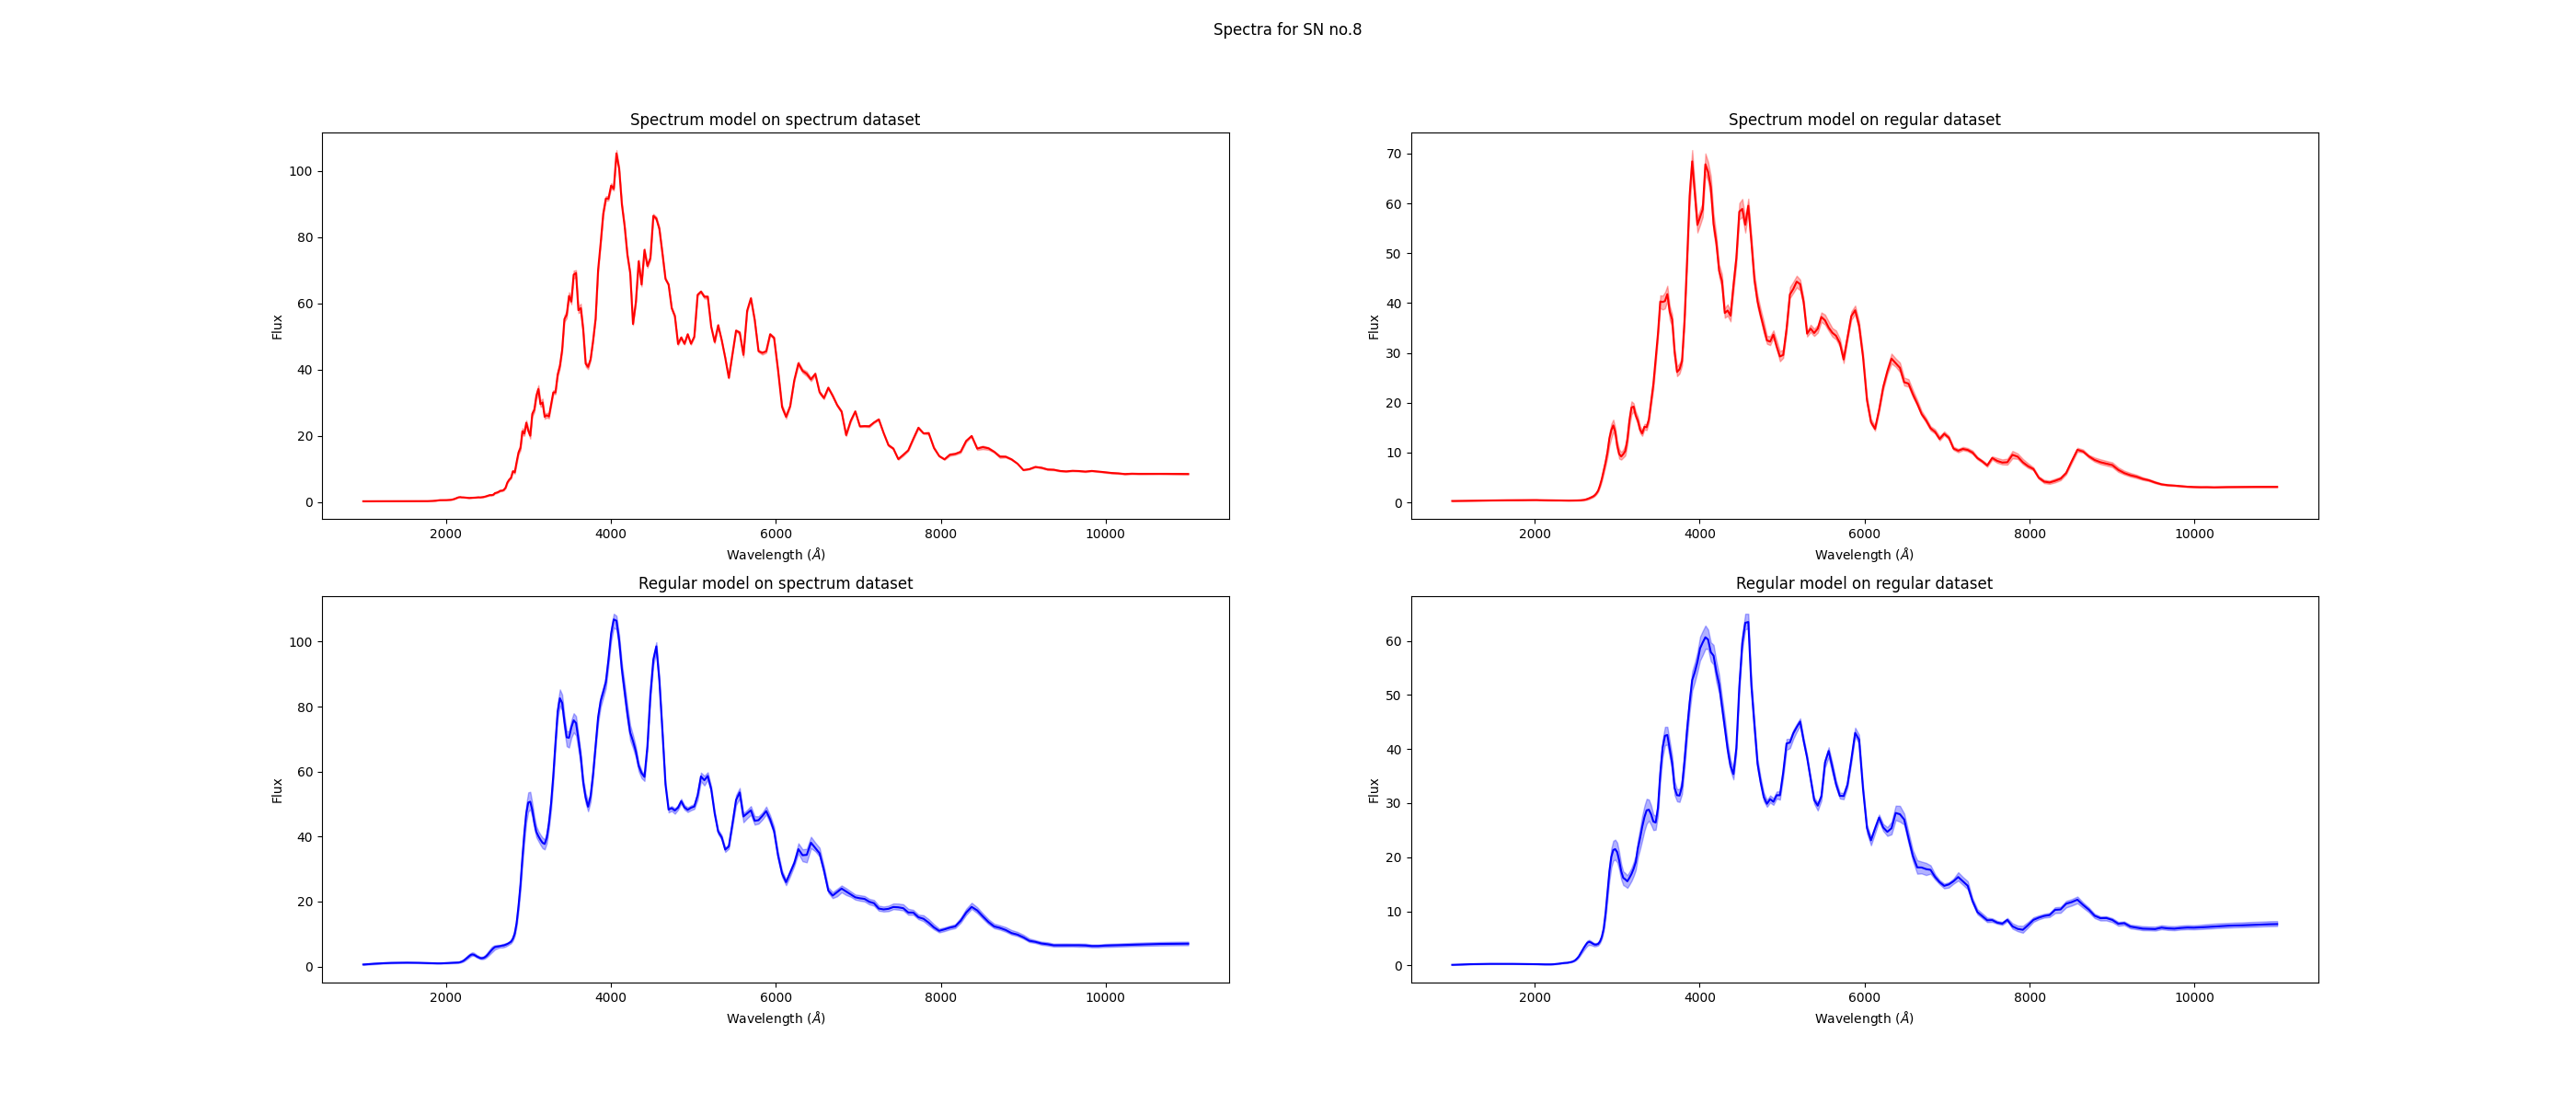 Spectra for SN no.8
Spectrum model on spectrum dataset
Flux
100
80
60
40
20
0
2000 4000 6000 8000 10000
Wavelength (Å)
Spectrum model on regular dataset
Flux
70
60
50
40
30
20
10
0
2000 4000 6000 8000 10000
Wavelength (Å)
Regular model on spectrum dataset
Flux
100
80
60
40
20
0
2000 4000 6000 8000 10000
Wavelength (Å)
Regular model on regular dataset
Flux
60
50
40
30
20
10
0
2000 4000 6000 8000 10000
Wavelength (Å)